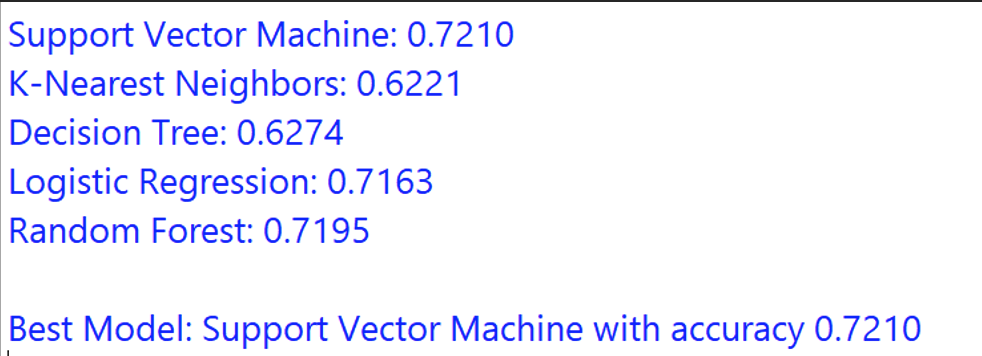 Support Vector Machine: 0.7210
K-Nearest Neighbors: 0.6221
Decision Tree: 0.6274
Logistic Regression: 0.7163
Random Forest: 0.7195
Best Model: Support Vector Machine with accuracy 0.7210